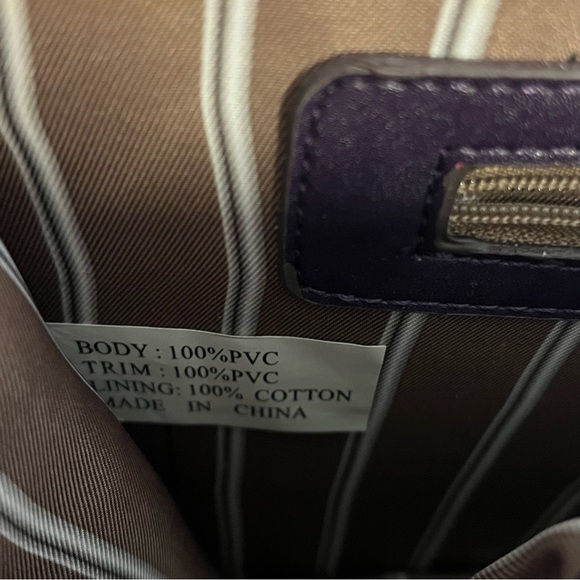 BODY : 100%PVC
TRIM : 100%PVC
LINING: 100% COTTON
MADE IN CHINA